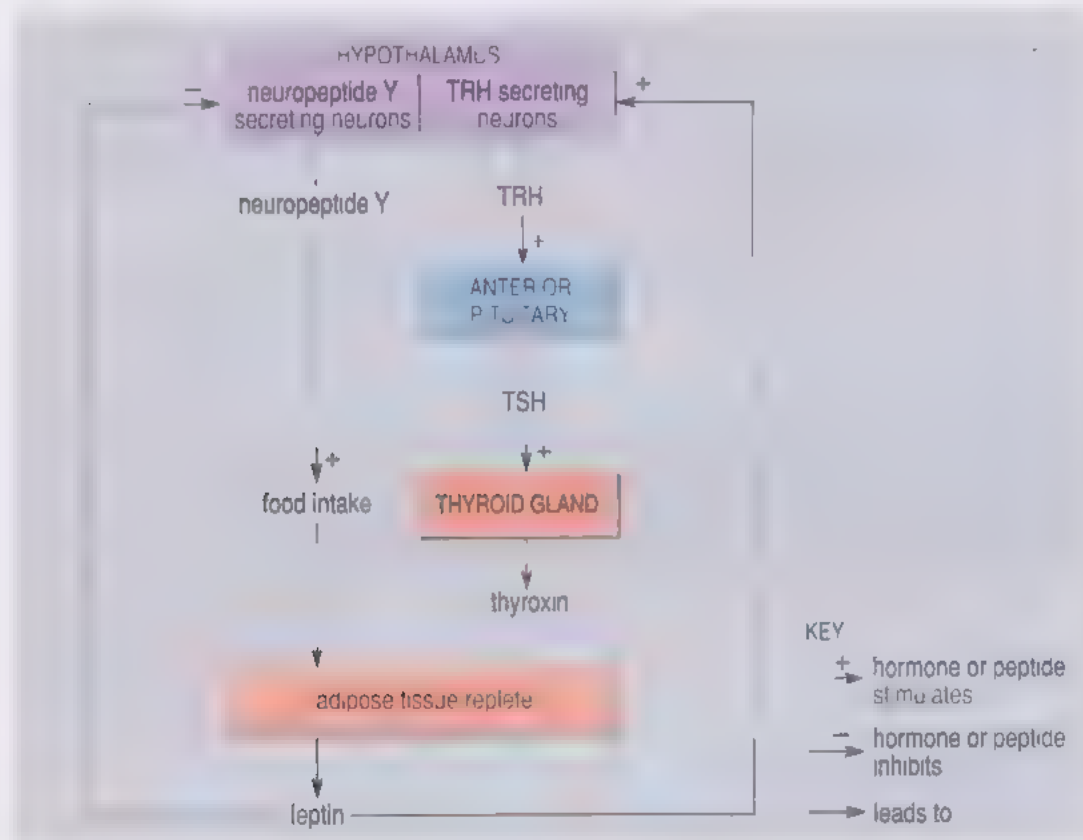 HYPOTHALAMUS
neuropeptide Y
secreting neurons
TRH secreting
neurons
−
+
neuropeptide Y
TRH
+
ANTERIOR
PITUITARY
TSH
+
+
food intake
THYROID GLAND
thyroxin
adipose tissue replete
leptin
KEY
+
hormone or peptide
stimulates
−
hormone or peptide
inhibits
leads to